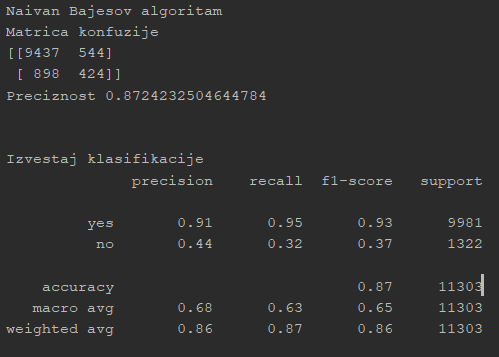 Naivan Bajesov algoritam
Matrica konfuzije
[[9437  544]
 [ 898  424]]
Preciznost 0.8724232504644784
Izvestaj klasifikacije
              precision    recall  f1-score   support
         yes       0.91      0.95      0.93      9981
          no       0.44      0.32      0.37      1322
    accuracy                           0.87     11303
   macro avg       0.68      0.63      0.65     11303
weighted avg       0.86      0.87      0.86     11303